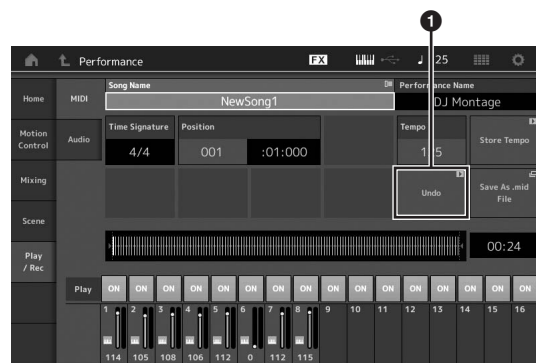 1
Performance FX 25
Song Name Performance Name
Home MIDI NewSong1 DJ Montage
Motion Control Audio Time Signature Position Tempo Store Tempo
4/4 001 :01:000
Mixing Undo Save As .mid File
Scene
Play / Rec 00:24
Play ON ON ON ON ON ON ON ON ON ON ON ON ON ON ON ON
1 2 3 4 5 6 7 8 9 10 11 12 13 14 15 16
114 105 108 106 112 0 112 115